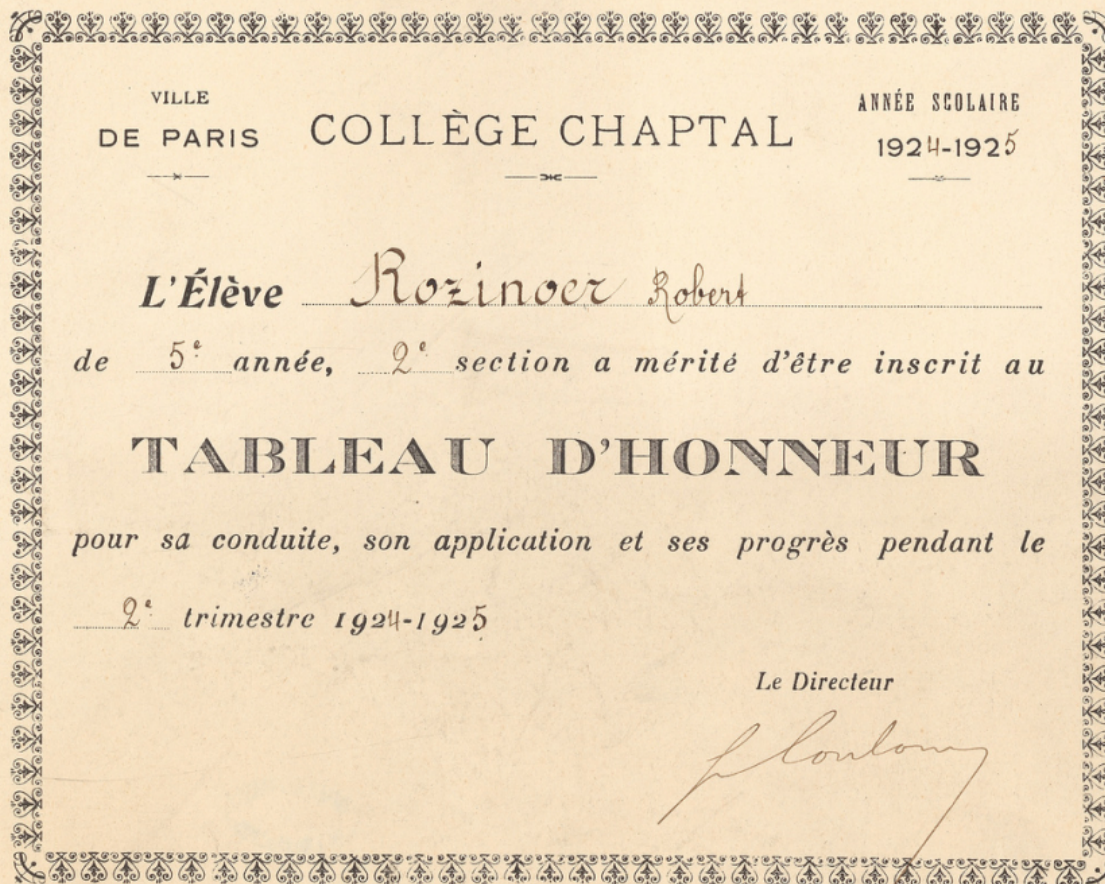 VILLE
DE PARIS
COLLÈGE CHAPTAL
ANNÉE SCOLAIRE
1924-1925
L'Élève Rozinoer Robert
de 5e année, 2e section a mérité d'être inscrit au
TABLEAU D'HONNEUR
pour sa conduite, son application et ses progrès pendant le
2e trimestre 1924-1925
Le Directeur